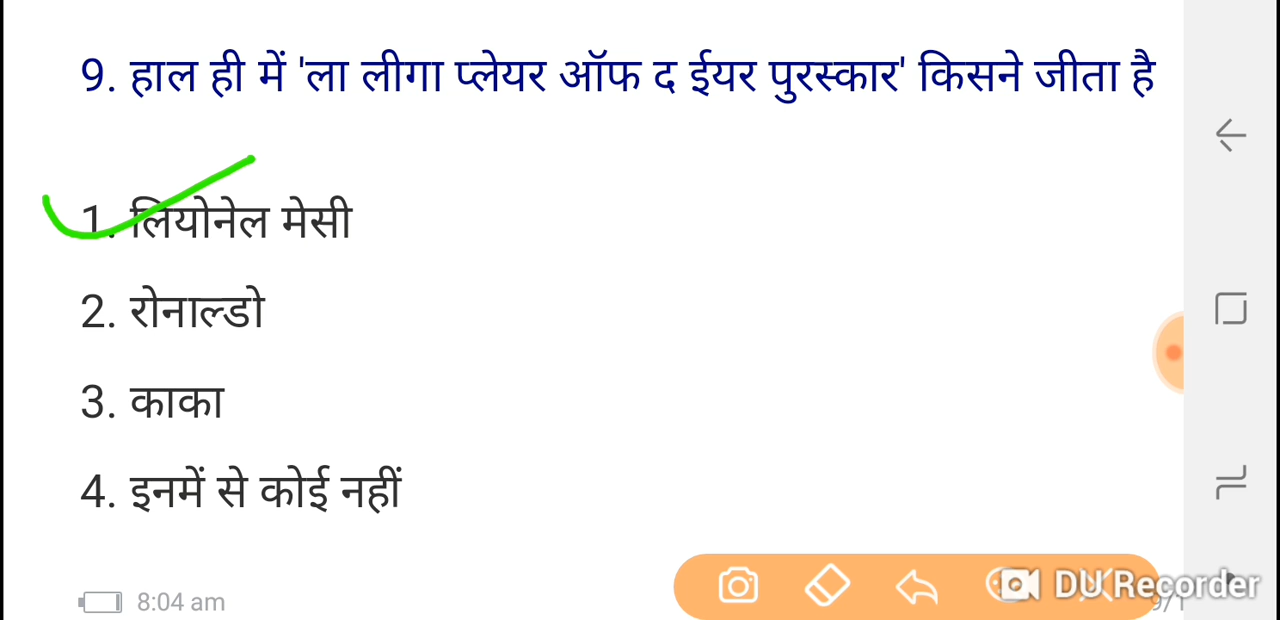 9. हाल ही में 'ला लीगा प्लेयर ऑफ द ईयर पुरस्कार' किसने जीता है
1. लियोनेल मेसी
2. रोनाल्डो
3. काका
4. इनमें से कोई नहीं
8:04 am
DU Recorder